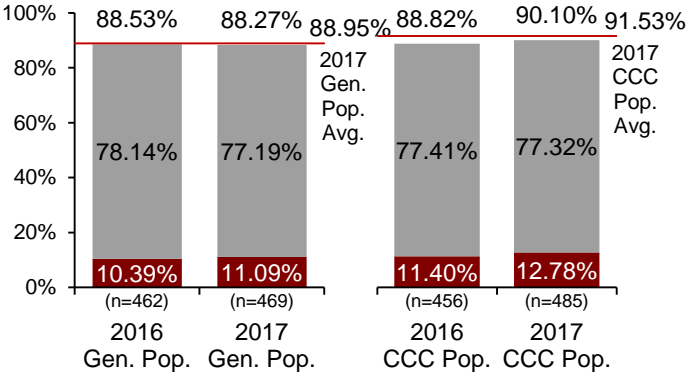 100%
80%
60%
40%
20%
0%
88.53%
88.27%
88.95%
2017
Gen.
Pop.
Avg.
78.14%
77.19%
10.39%
11.09%
(n=462)
(n=469)
2016
Gen. Pop.
2017
Gen. Pop.
88.82%
90.10%
91.53%
2017
CCC
Pop.
Avg.
77.41%
77.32%
11.40%
12.78%
(n=456)
(n=485)
2016
CCC Pop.
2017
CCC Pop.